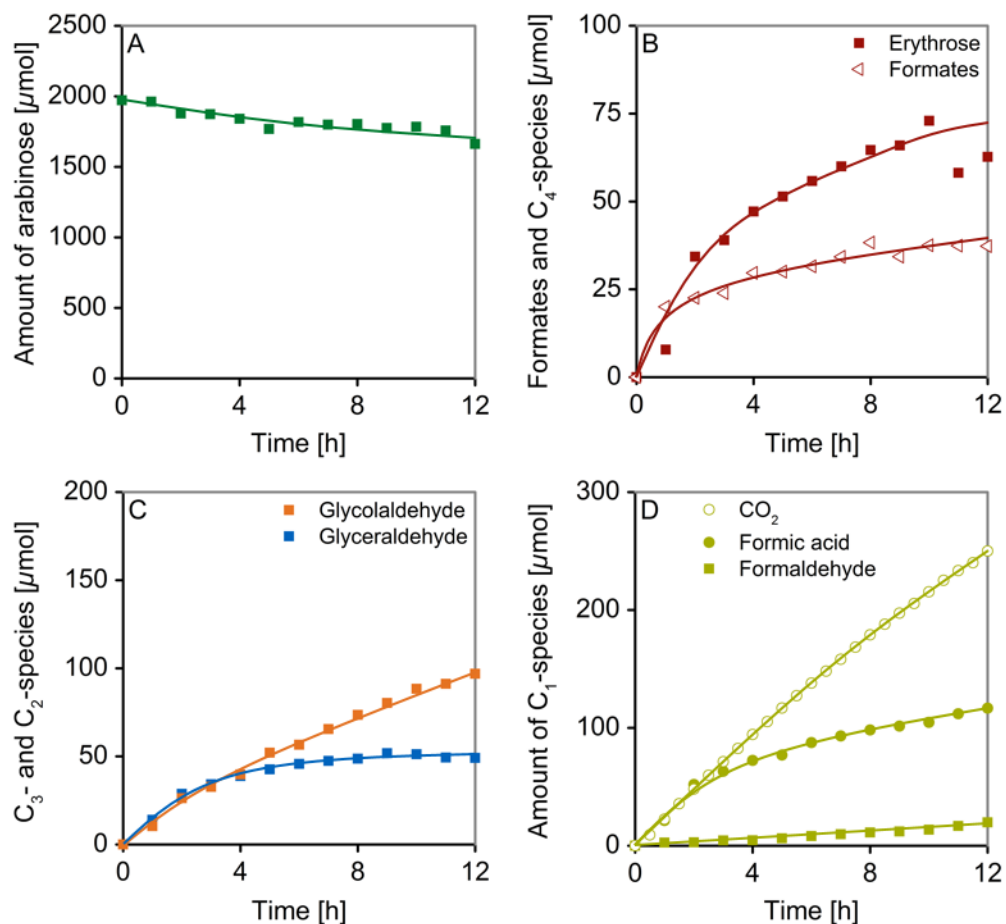 A
Amount of arabinose [µmol]
2500
2000
1500
1000
500
0
0 4 8 12
Time [h]
B
Erythrose
Formates
Formates and C₄-species [µmol]
100
75
50
25
0
0 4 8 12
Time [h]
C
Glycolaldehyde
Glyceraldehyde
C₃- and C₂-species [µmol]
200
150
100
50
0
0 4 8 12
Time [h]
D
CO₂
Formic acid
Formaldehyde
Amount of C₁-species [µmol]
300
200
100
0
0 4 8 12
Time [h]